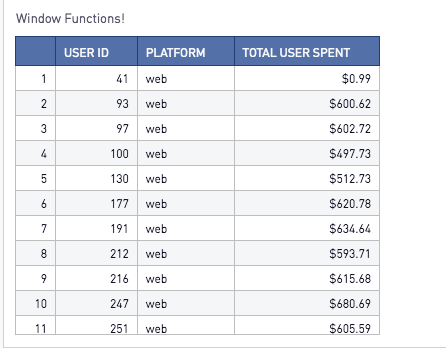 Window Functions!
USER ID PLATFORM TOTAL USER SPENT
1 41 web $0.99
2 93 web $600.62
3 97 web $602.72
4 100 web $497.73
5 130 web $512.73
6 177 web $620.78
7 191 web $634.64
8 212 web $593.71
9 216 web $615.68
10 247 web $680.69
11 251 web $605.59